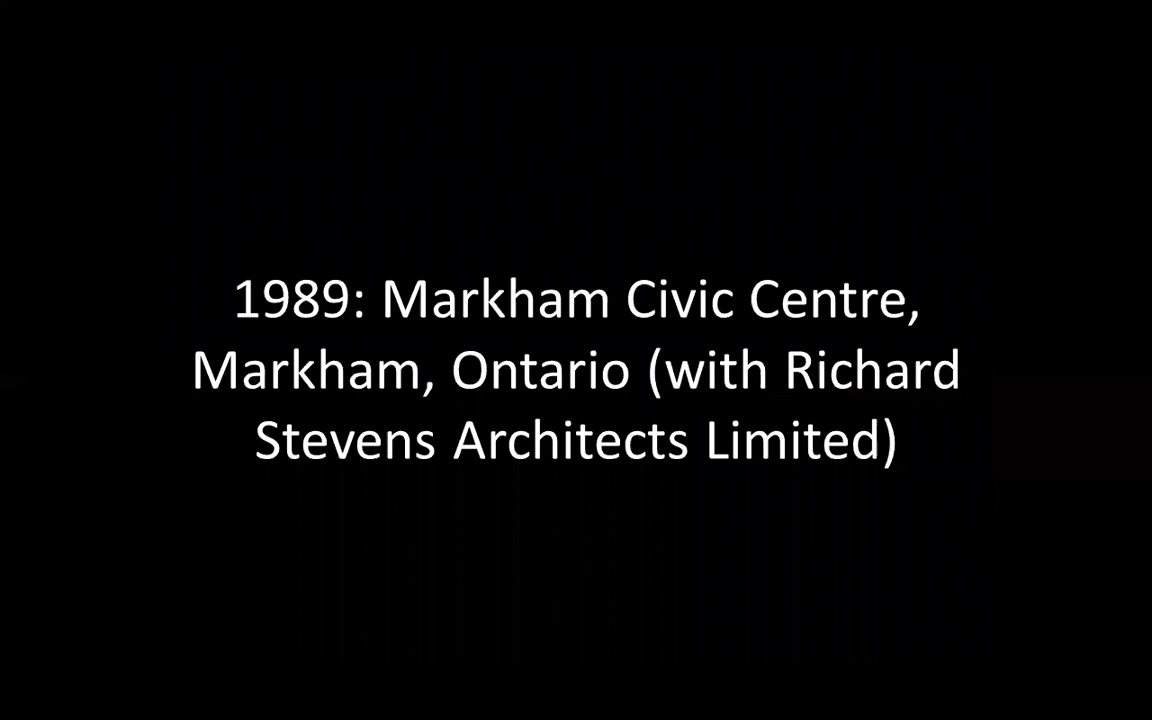 1989: Markham Civic Centre,
Markham, Ontario (with Richard
Stevens Architects Limited)